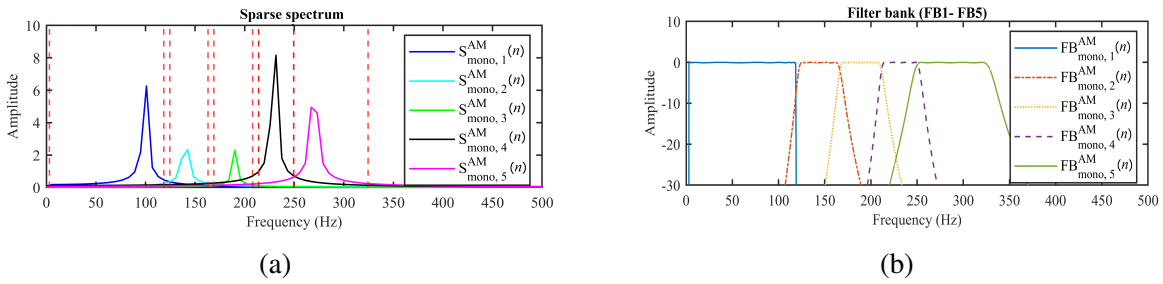 Sparse spectrum
10
8
6
4
2
0
Amplitude
0 50 100 150 200 250 300 350 400 450 500
Frequency (Hz)
S^AM_mono, 1(n)
S^AM_mono, 2(n)
S^AM_mono, 3(n)
S^AM_mono, 4(n)
S^AM_mono, 5(n)
(a)
Filter bank (FB1- FB5)
10
0
-10
-20
-30
Amplitude
0 50 100 150 200 250 300 350 400 450 500
Frequency (Hz)
FB^AM_mono, 1(n)
FB^AM_mono, 2(n)
FB^AM_mono, 3(n)
FB^AM_mono, 4(n)
FB^AM_mono, 5(n)
(b)